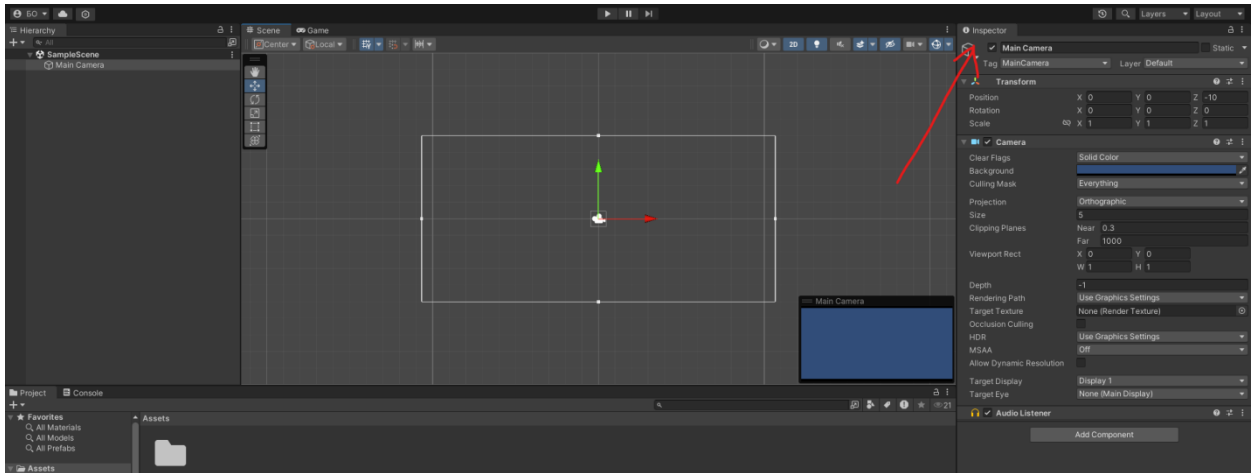 БО
Layers Layout
Hierarchy
All
SampleScene
Main Camera
Scene Game
Center Local
2D
Main Camera
Inspector
Main Camera Static
Tag MainCamera Layer Default
Transform
Position X 0 Y 0 Z -10
Rotation X 0 Y 0 Z 0
Scale X 1 Y 1 Z 1
Camera
Clear Flags Solid Color
Background
Culling Mask Everything
Projection Orthographic
Size 5
Clipping Planes Near 0.3
Far 1000
Viewport Rect X 0 Y 0
W 1 H 1
Depth -1
Rendering Path Use Graphics Settings
Target Texture None (Render Texture)
Occlusion Culling
HDR Use Graphics Settings
MSAA Off
Allow Dynamic Resolution
Target Display Display 1
Target Eye None (Main Display)
Audio Listener
Add Component
Project Console
21
Favorites
All Materials
All Models
All Prefabs
Assets
Assets